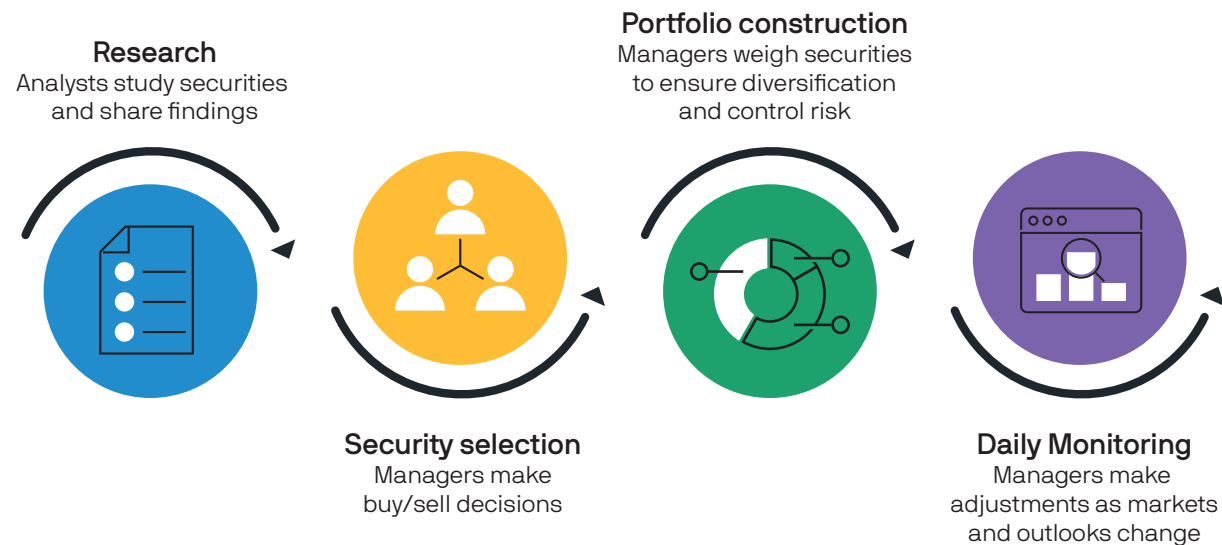 Research
Analysts study securities
and share findings
Security selection
Managers make
buy/sell decisions
Portfolio construction
Managers weigh securities
to ensure diversification
and control risk
Daily Monitoring
Managers make
adjustments as markets
and outlooks change